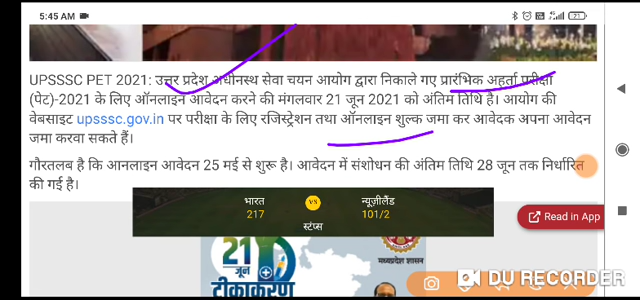 5:45 AM
21
UPSSSC PET 2021: उत्तर प्रदेश अधीनस्थ सेवा चयन आयोग द्वारा निकाले गए प्रारंभिक अहर्ता परीक्षा
(पेट)-2021 के लिए ऑनलाइन आवेदन करने की मंगलवार 21 जून 2021 को अंतिम तिथि है। आयोग की
वेबसाइट upsssc.gov.in पर परीक्षा के लिए रजिस्ट्रेशन तथा ऑनलाइन शुल्क जमा कर आवेदक अपना आवेदन
जमा करवा सकते हैं।
गौरतलब है कि आनलाइन आवेदन 25 मई से शुरू है। आवेदन में संशोधन की अंतिम तिथि 28 जून तक निर्धारित
की गई है।
भारत VS न्यूज़ीलैंड
217 101/2
स्टंप्स
Read in App
21
जून
टीकाकरण
मध्यप्रदेश शासन
DU RECORDER